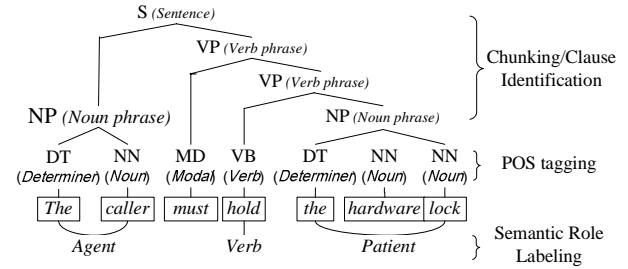 S (Sentence)
VP (Verb phrase)
Chunking/Clause
Identification
VP (Verb phrase)
NP (Noun phrase)
NP (Noun phrase)
DT NN MD VB DT NN NN
POS tagging
(Determiner) (Noun) (Modal) (Verb) (Determiner) (Noun) (Noun)
The caller must hold the hardware lock
Semantic Role
Labeling
Agent Verb Patient